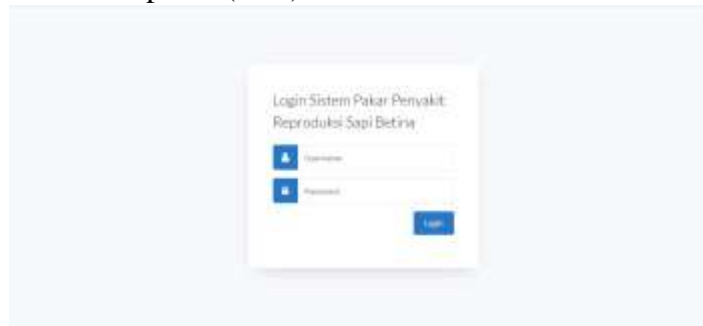 Login Sistem Pakar Penyakit
Reproduksi Sapi Betina
Username
Password
Login